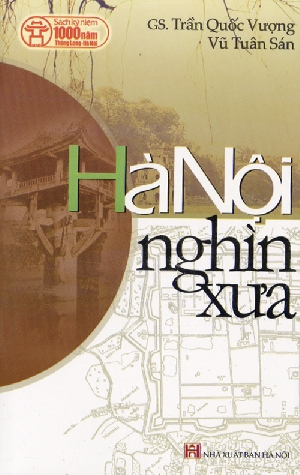 Sách kỷ niệm
1000 năm
Thăng Long-Hà Nội
GS. Trần Quốc Vượng
Vũ Tuân Sán
Hà Nội
nghìn
xưa
NHÀ XUẤT BẢN HÀ NỘI